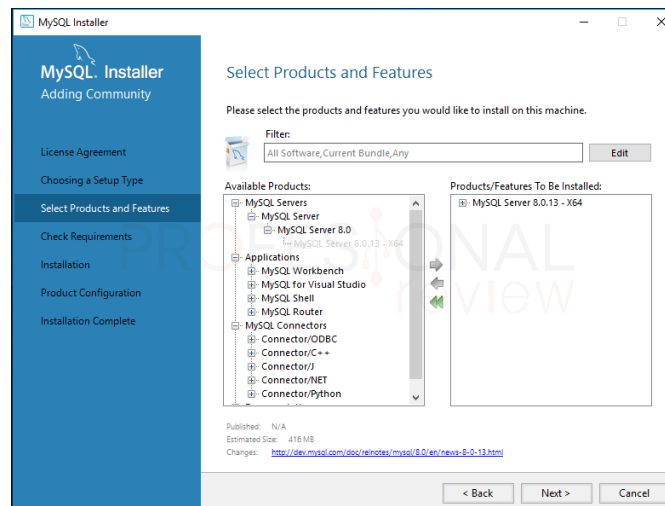 MySQL Installer
MySQL. Installer
Adding Community
License Agreement
Choosing a Setup Type
Select Products and Features
Check Requirements
Installation
Product Configuration
Installation Complete
Select Products and Features
Please select the products and features you would like to install on this machine.
Filter:
All Software,Current Bundle,Any
Edit
Available Products:
MySQL Servers
MySQL Server
MySQL Server 8.0
MySQL Server 8.0.13 - X64
Applications
MySQL Workbench
MySQL for Visual Studio
MySQL Shell
MySQL Router
MySQL Connectors
Connector/ODBC
Connector/C++
Connector/J
Connector/NET
Connector/Python
Products/Features To Be Installed:
MySQL Server 8.0.13 - X64
PROFESIONAL
review
Published: N/A
Estimated Size: 416 MB
Changes: http://dev.mysql.com/doc/relnotes/mysql/8.0/en/news-8-0-13.html
< Back
Next >
Cancel